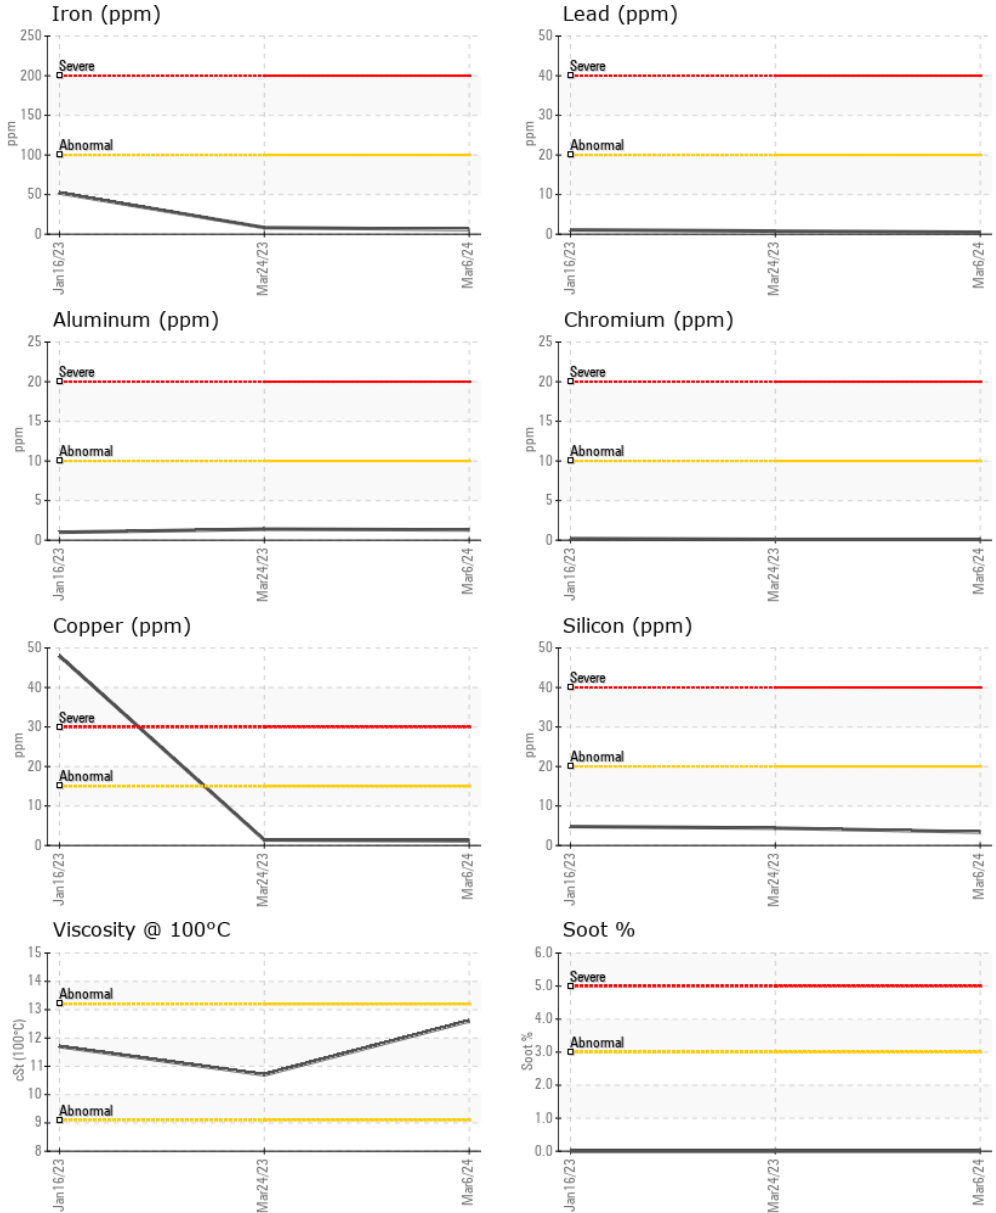 Iron (ppm)
250
200
150
100
50
0
ppm
Severe
Abnormal
Jan16/23
Mar24/23
Mar6/24
Lead (ppm)
50
40
30
20
10
0
ppm
Severe
Abnormal
Jan16/23
Mar24/23
Mar6/24
Aluminum (ppm)
25
20
15
10
5
0
ppm
Severe
Abnormal
Jan16/23
Mar24/23
Mar6/24
Chromium (ppm)
25
20
15
10
5
0
ppm
Severe
Abnormal
Jan16/23
Mar24/23
Mar6/24
Copper (ppm)
50
40
30
20
10
0
ppm
Severe
Abnormal
Jan16/23
Mar24/23
Mar6/24
Silicon (ppm)
50
40
30
20
10
0
ppm
Severe
Abnormal
Jan16/23
Mar24/23
Mar6/24
Viscosity @ 100°C
15
14
13
12
11
10
9
8
cSt (100°C)
Abnormal
Abnormal
Jan16/23
Mar24/23
Mar6/24
Soot %
6.0
5.0
4.0
3.0
2.0
1.0
0.0
Soot %
Severe
Abnormal
Jan16/23
Mar24/23
Mar6/24